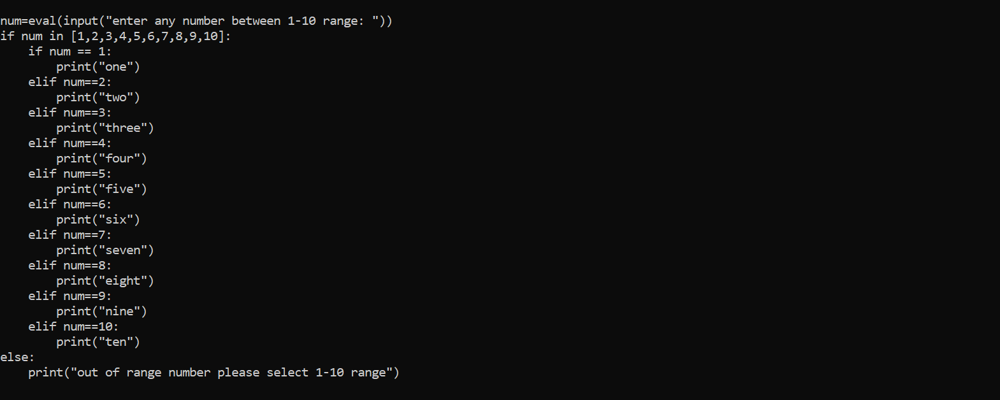 num=eval(input("enter any number between 1-10 range: "))
if num in [1,2,3,4,5,6,7,8,9,10]:
    if num == 1:
        print("one")
    elif num==2:
        print("two")
    elif num==3:
        print("three")
    elif num==4:
        print("four")
    elif num==5:
        print("five")
    elif num==6:
        print("six")
    elif num==7:
        print("seven")
    elif num==8:
        print("eight")
    elif num==9:
        print("nine")
    elif num==10:
        print("ten")
else:
    print("out of range number please select 1-10 range")